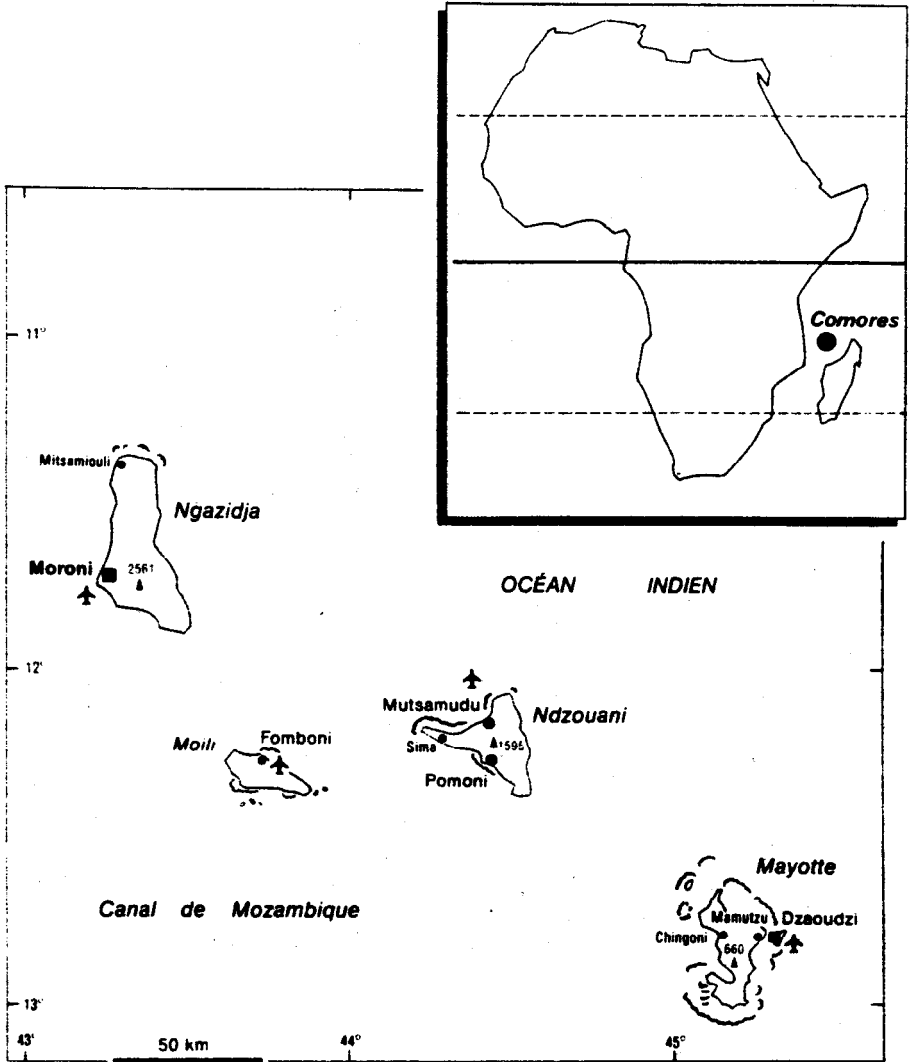 Comores
11°
Mitsamiouli
Ngazidja
Moroni
2561
OCÉAN INDIEN
12'
Mutsamudu
Ndzouani
Moili
Fomboni
Sima
1595
Pomoni
Mayotte
Canal de Mozambique
Mamutzu
Dzaoudzi
Chingoni
660
13°
43'
50 km
44°
45°